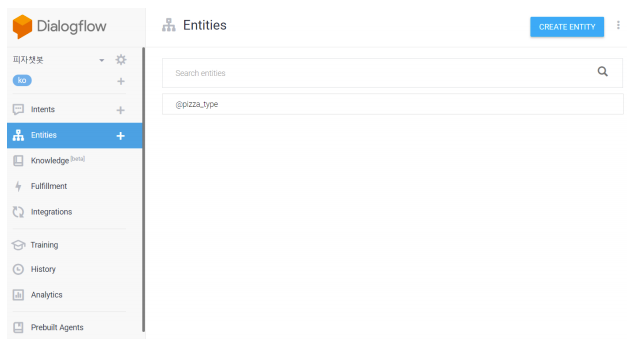 Dialogflow
피자챗봇
ko
Intents
Entities
Knowledge [beta]
Fulfillment
Integrations
Training
History
Analytics
Prebuilt Agents
Entities
CREATE ENTITY
Search entities
@pizza_type